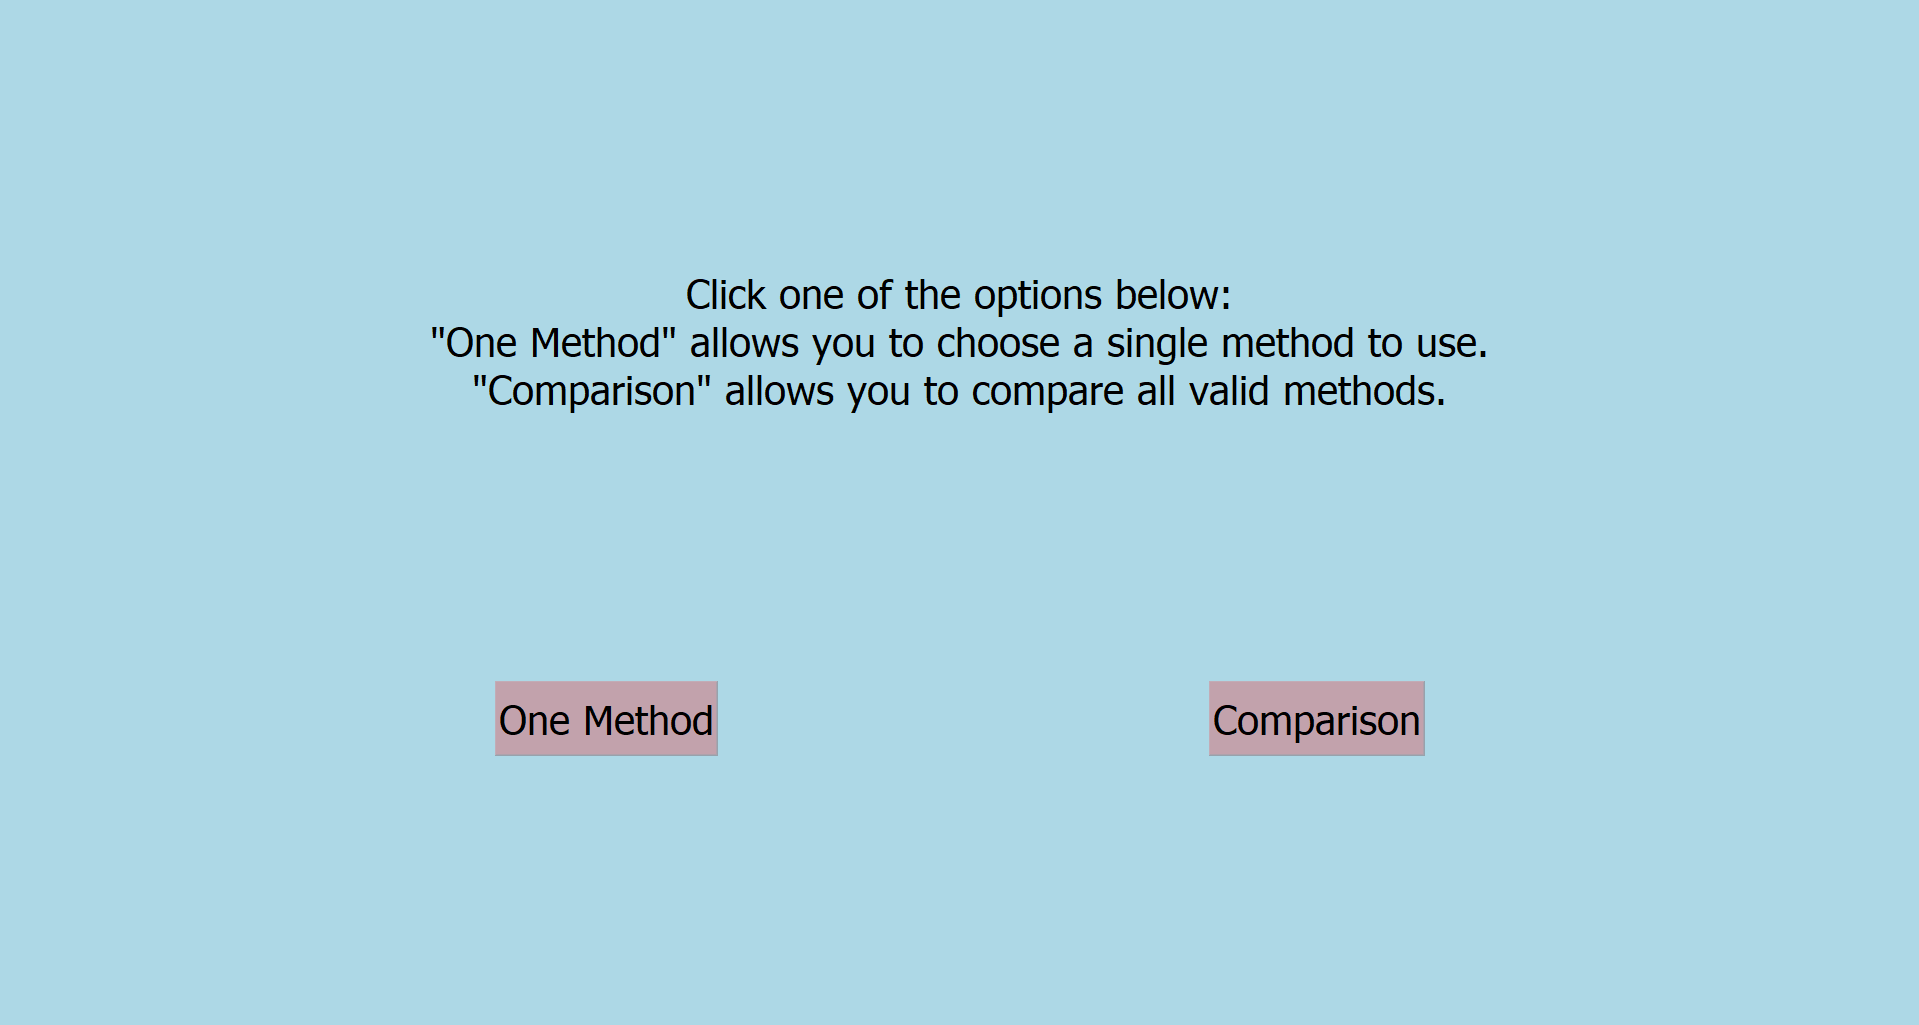 Click one of the options below:
"One Method" allows you to choose a single method to use.
"Comparison" allows you to compare all valid methods.
One Method
Comparison